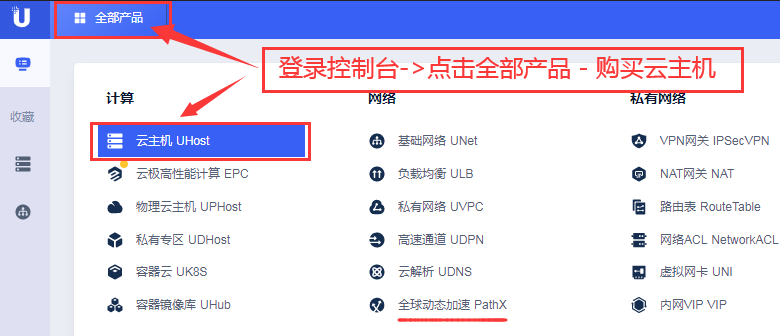 U
全部产品
登录控制台->点击全部产品 - 购买云主机
收藏
计算
云主机 UHost
云极高性能计算 EPC
物理云主机 UPHost
私有专区 UDHost
容器云 UK8S
容器镜像库 UHub
网络
基础网络 UNet
负载均衡 ULB
私有网络 UVPC
高速通道 UDPN
云解析 UDNS
全球动态加速 PathX
私有网络
VPN网关 IPSecVPN
NAT网关 NAT
路由表 RouteTable
网络ACL NetworkACL
虚拟网卡 UNI
内网VIP VIP